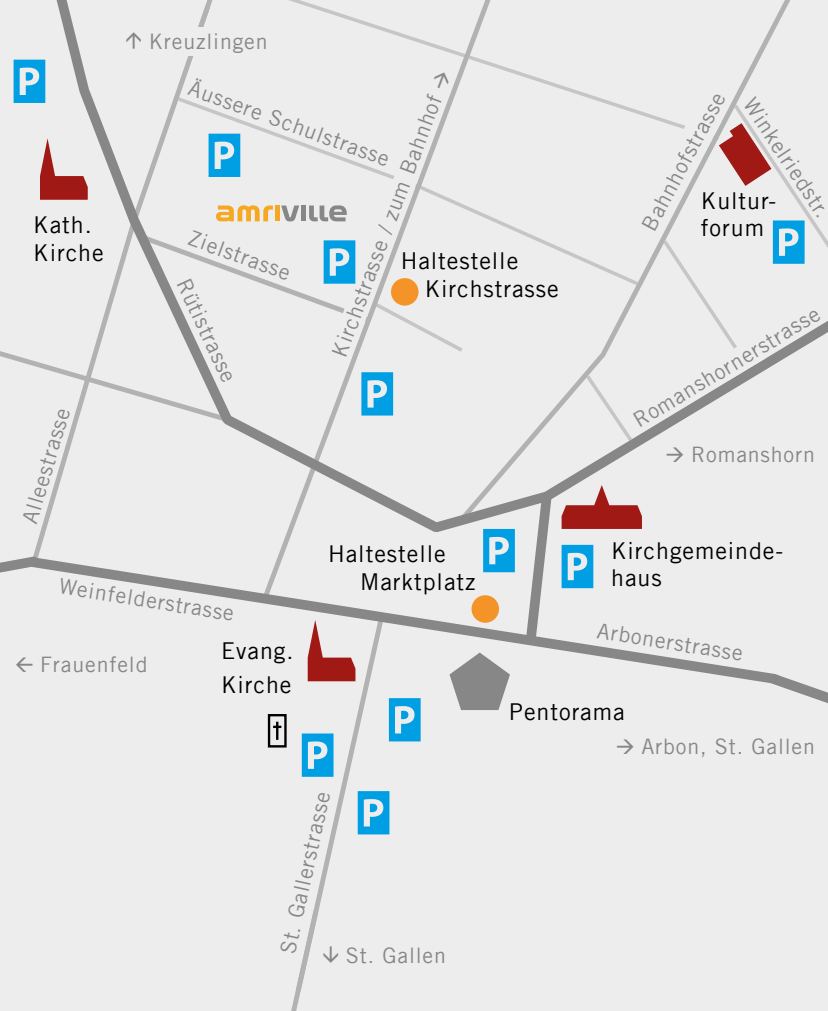 ↑ Kreuzlingen
P
Äussere Schulstrasse
Kirchstrasse / zum Bahnhof →
Bahnhofstrasse
Winkelriedstr.
P
Kath.
Kirche
amriville
Kultur-
forum
P
Zielstrasse
P
Haltestelle
Kirchstrasse
Rütistrasse
Romanshornerstrasse
P
Alleestrasse
→ Romanshorn
Haltestelle
Marktplatz
P
P
Kirchgemeinde-
haus
Weinfelderstrasse
Arbonerstrasse
← Frauenfeld
Evang.
Kirche
Pentorama
P
P
→ Arbon, St. Gallen
P
St. Gallerstrasse
↓ St. Gallen